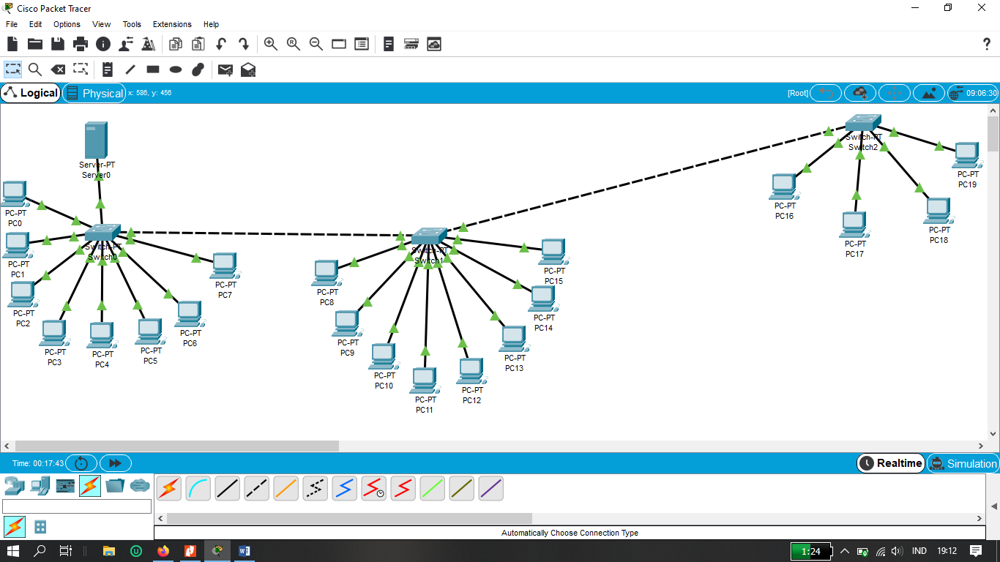 Cisco Packet Tracer
File Edit Options View Tools Extensions Help
Logical Physical x: 586, y: 456 [Root] 09:06:30
Server-PT
Server0
PC-PT
PC0
PC-PT
PC1
PC-PT
PC2
PC-PT
PC3
PC-PT
PC4
PC-PT
PC5
PC-PT
PC6
PC-PT
PC7
Switch-PT
Switch0
Switch-PT
Switch1
PC-PT
PC8
PC-PT
PC9
PC-PT
PC10
PC-PT
PC11
PC-PT
PC12
PC-PT
PC13
PC-PT
PC14
PC-PT
PC15
Switch-PT
Switch2
PC-PT
PC16
PC-PT
PC17
PC-PT
PC18
PC-PT
PC19
Time: 00:17:43 Realtime Simulation
Automatically Choose Connection Type
1:24 IND 19:12